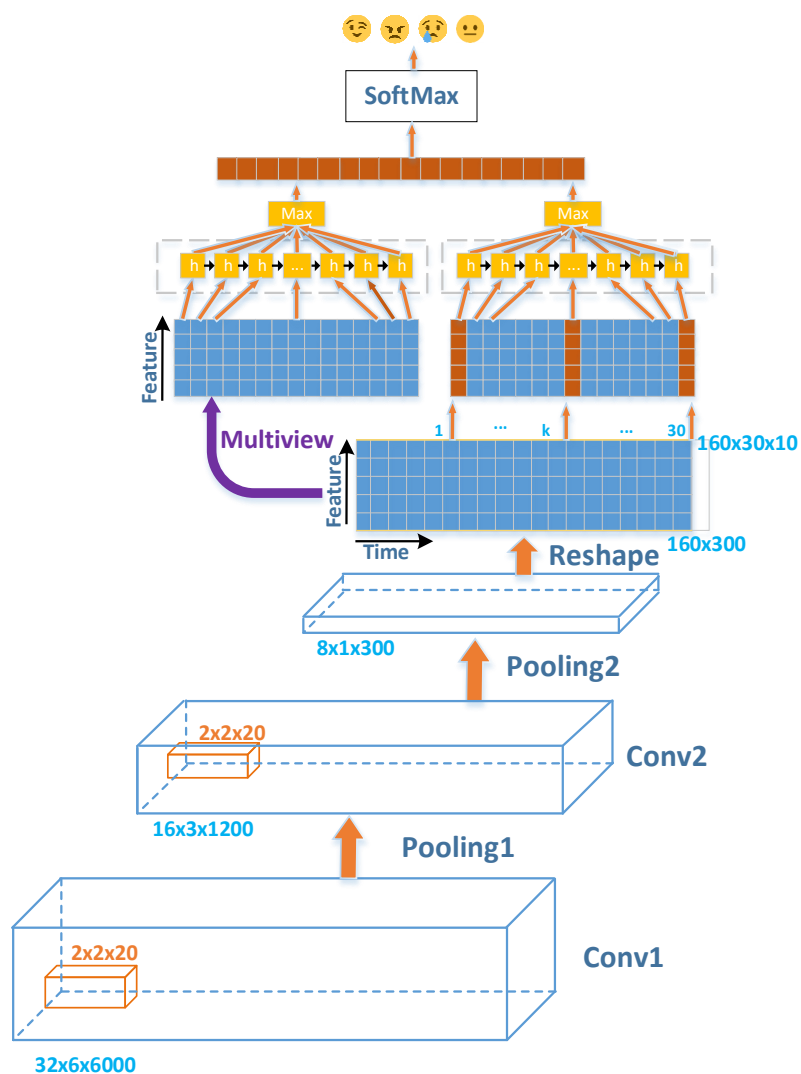 SoftMax
Max
Max
h
h
h
...
h
h
h
h
h
h
...
h
h
h
Feature
Multiview
1
...
k
...
30
160x30x10
Feature
Time
160x300
Reshape
8x1x300
Pooling2
2x2x20
Conv2
16x3x1200
Pooling1
2x2x20
Conv1
32x6x6000